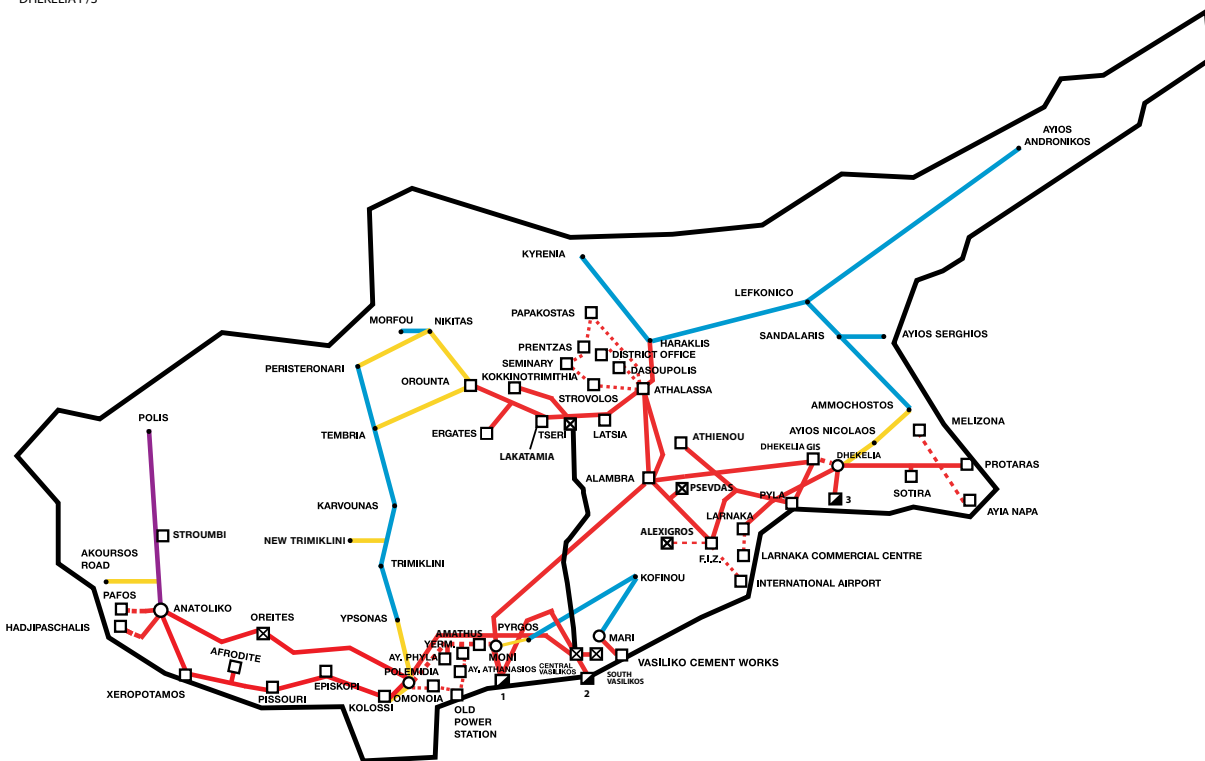 AYIOS
ANDRONIKOS
KYRENIA
LEFKONICO
PAPAKOSTAS
MORFOU
NIKITAS
SANDALARIS
AYIOS SERGHIOS
HARAKLIS
PRENTZAS
DISTRICT OFFICE
SEMINARY
DASOUPOLIS
PERISTERONARI
KOKKINOTRIMITHIA
OROUNTA
ATHALASSA
STROVOLOS
POLIS
AMMOCHOSTOS
TEMBRIA
ERGATES
TSERI
LATSIA
AYIOS NICOLAOS
MELIZONA
LAKATAMIA
ATHIENOU
DHEKELIA GIS
DHEKELIA
PROTARAS
ALAMBRA
PSEVDAS
PYLA
3
SOTIRA
KARVOUNAS
LARNAKA
AYIA NAPA
STROUMBI
NEW TRIMIKLINI
ALEXIGROS
F.I.Z.
LARNAKA COMMERCIAL CENTRE
AKOURSOS
ROAD
TRIMIKLINI
KOFINOU
INTERNATIONAL AIRPORT
PAFOS
ANATOLIKO
OREITES
YPSONAS
HADJIPASCHALIS
AMATHUS
PYRGOS
YERM.
MARI
AFRODITE
AY. PHYLA
MONI
VASILIKO CEMENT WORKS
POLEMIDIA
AY. ATHANASIOS
CENTRAL
VASILIKOS
SOUTH
VASILIKOS
EPISKOPI
XEROPOTAMOS
PISSOURI
KOLOSSI
OMONOIA
1
2
OLD
POWER
STATION